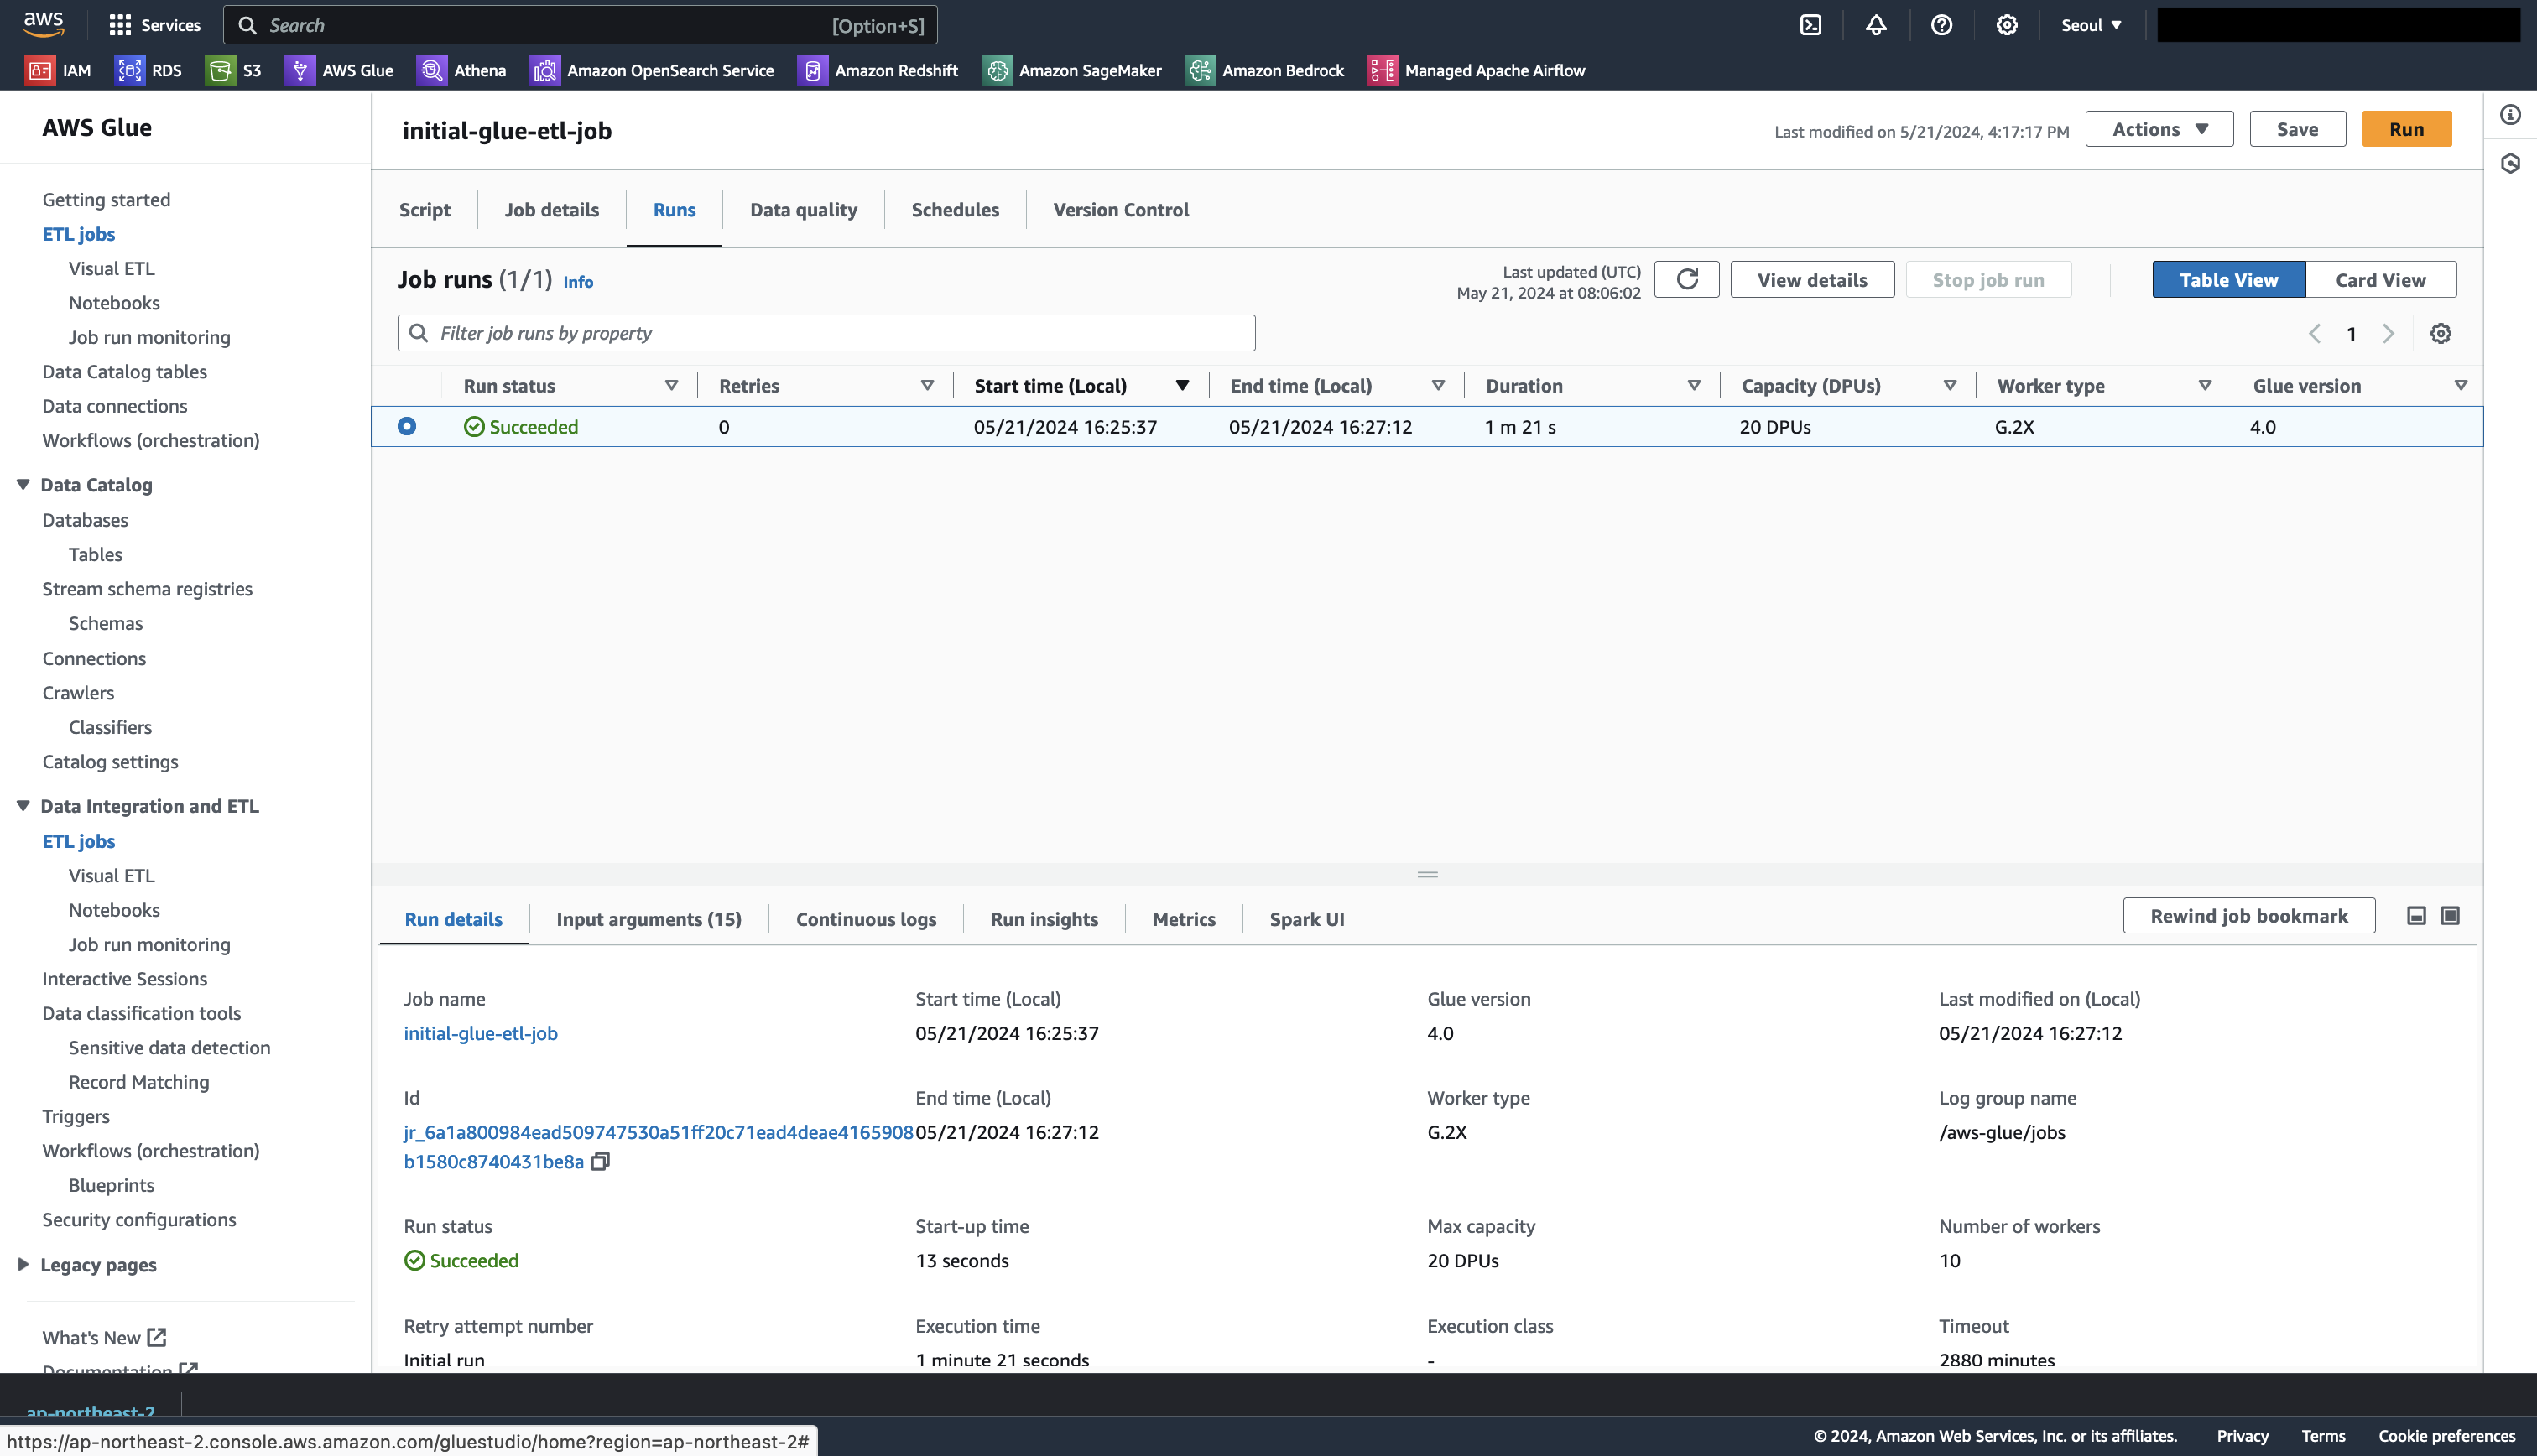 aws
Services
Search
[Option+S]
Seoul
IAM
RDS
S3
AWS Glue
Athena
Amazon OpenSearch Service
Amazon Redshift
Amazon SageMaker
Amazon Bedrock
Managed Apache Airflow
AWS Glue
Getting started
ETL jobs
Visual ETL
Notebooks
Job run monitoring
Data Catalog tables
Data connections
Workflows (orchestration)
Data Catalog
Databases
Tables
Stream schema registries
Schemas
Connections
Crawlers
Classifiers
Catalog settings
Data Integration and ETL
ETL jobs
Visual ETL
Notebooks
Job run monitoring
Interactive Sessions
Data classification tools
Sensitive data detection
Record Matching
Triggers
Workflows (orchestration)
Blueprints
Security configurations
Legacy pages
What's New
Documentation
initial-glue-etl-job
Last modified on 5/21/2024, 4:17:17 PM
Actions
Save
Run
Script
Job details
Runs
Data quality
Schedules
Version Control
Job runs (1/1) Info
Last updated (UTC)
May 21, 2024 at 08:06:02
View details
Stop job run
Table View
Card View
Filter job runs by property
1
Run status
Retries
Start time (Local)
End time (Local)
Duration
Capacity (DPUs)
Worker type
Glue version
Succeeded
0
05/21/2024 16:25:37
05/21/2024 16:27:12
1 m 21 s
20 DPUs
G.2X
4.0
Run details
Input arguments (15)
Continuous logs
Run insights
Metrics
Spark UI
Rewind job bookmark
Job name
initial-glue-etl-job
Start time (Local)
05/21/2024 16:25:37
Glue version
4.0
Last modified on (Local)
05/21/2024 16:27:12
Id
jr_6a1a800984ead509747530a51ff20c71ead4deae4165908
b1580c8740431be8a
End time (Local)
05/21/2024 16:27:12
Worker type
G.2X
Log group name
/aws-glue/jobs
Run status
Succeeded
Start-up time
13 seconds
Max capacity
20 DPUs
Number of workers
10
Retry attempt number
Initial run
Execution time
1 minute 21 seconds
Execution class
-
Timeout
2880 minutes
ap-northeast-2
https://ap-northeast-2.console.aws.amazon.com/gluestudio/home?region=ap-northeast-2#
© 2024, Amazon Web Services, Inc. or its affiliates.
Privacy
Terms
Cookie preferences